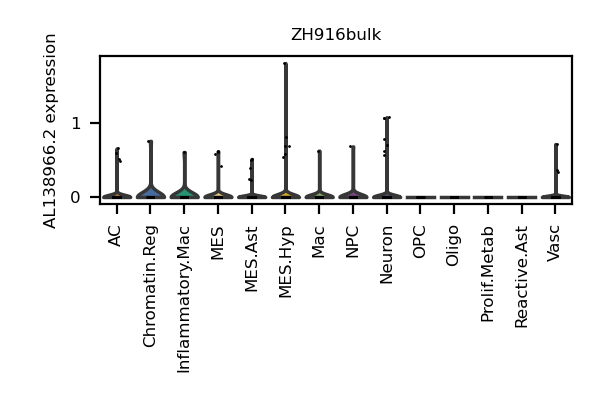 ZH916bulk
AL138966.2 expression
1
0
AC
Chromatin.Reg
Inflammatory.Mac
MES
MES.Ast
MES.Hyp
Mac
NPC
Neuron
OPC
Oligo
Prolif.Metab
Reactive.Ast
Vasc